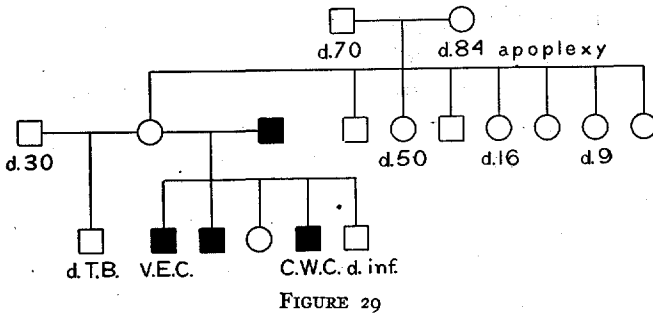 d.70 d.84 apoplexy
d.30 d.50 d.16 d.9
d.T.B. V.E.C. C.W.C. d. inf.
FIGURE 29